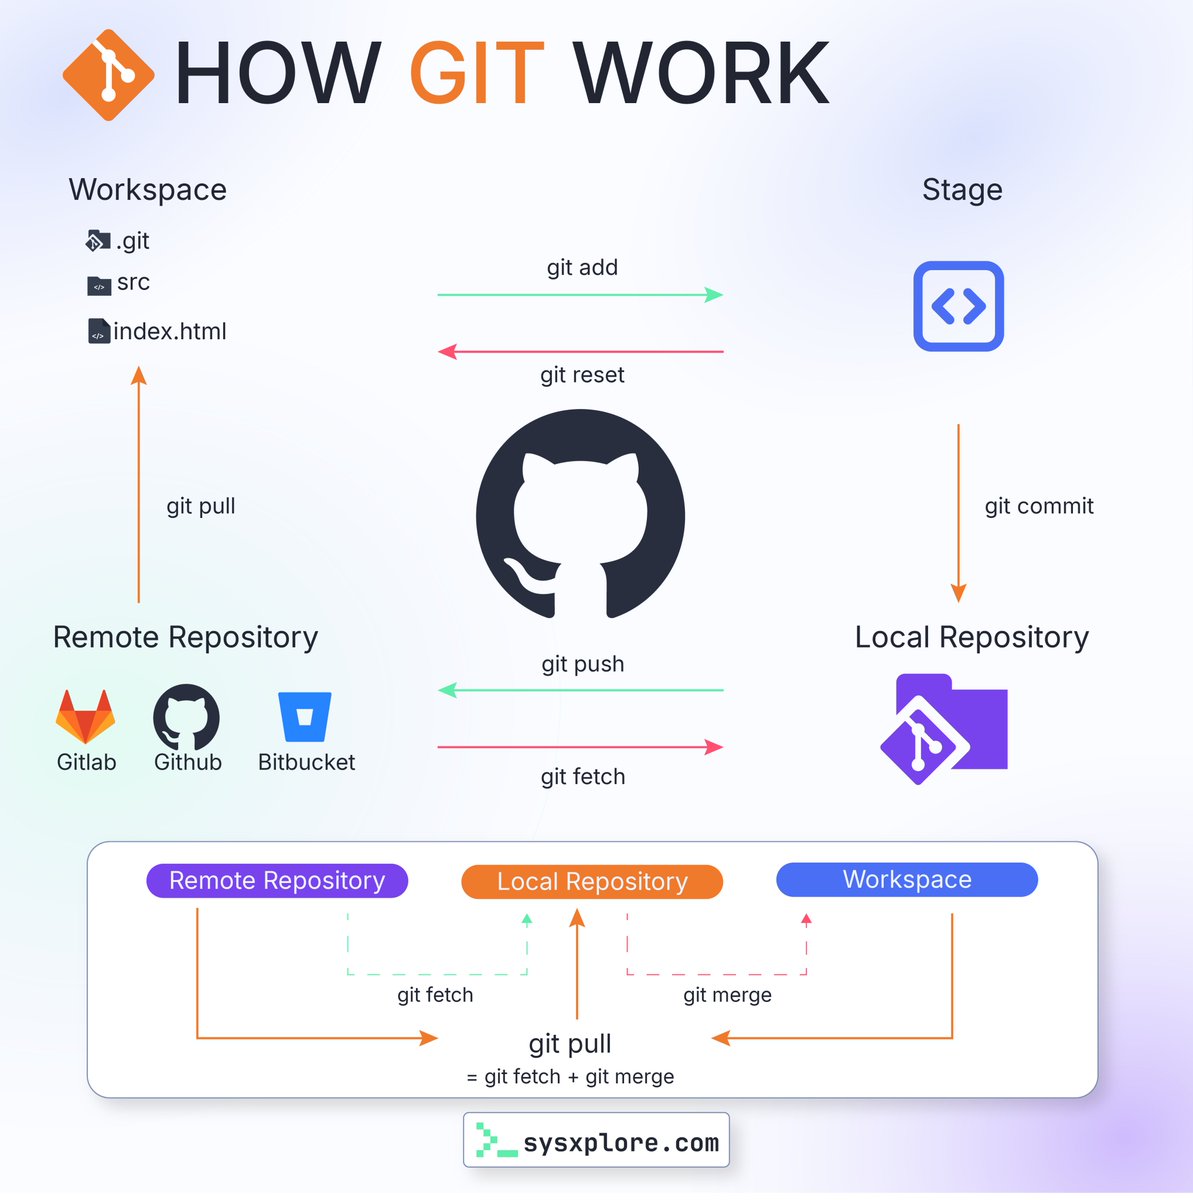 HOW GIT WORK
Workspace
.git
src
index.html
Stage
git add
git reset
git pull
git commit
Remote Repository
Gitlab
Github
Bitbucket
git push
git fetch
Local Repository
Remote Repository
Local Repository
Workspace
git fetch
git merge
git pull
= git fetch + git merge
sysxplore.com